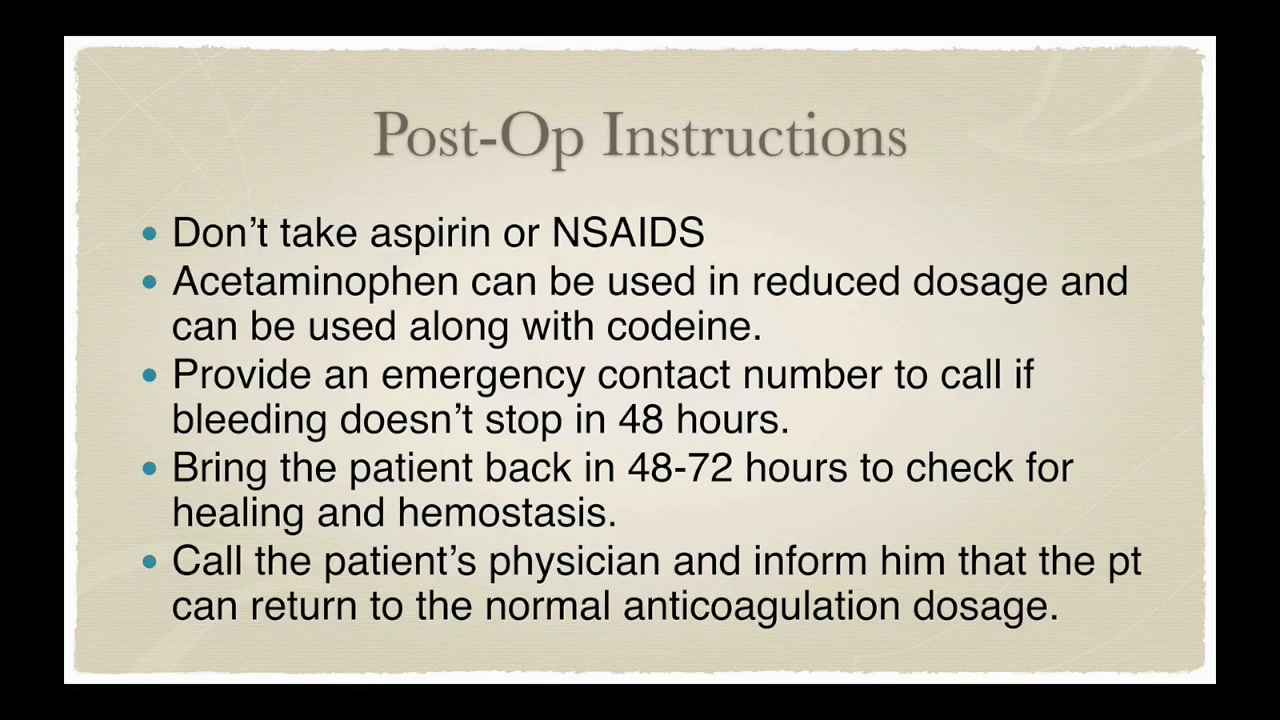 Post-Op Instructions
• Don’t take aspirin or NSAIDS
• Acetaminophen can be used in reduced dosage and
can be used along with codeine.
• Provide an emergency contact number to call if
bleeding doesn’t stop in 48 hours.
• Bring the patient back in 48-72 hours to check for
healing and hemostasis.
• Call the patient’s physician and inform him that the pt
can return to the normal anticoagulation dosage.